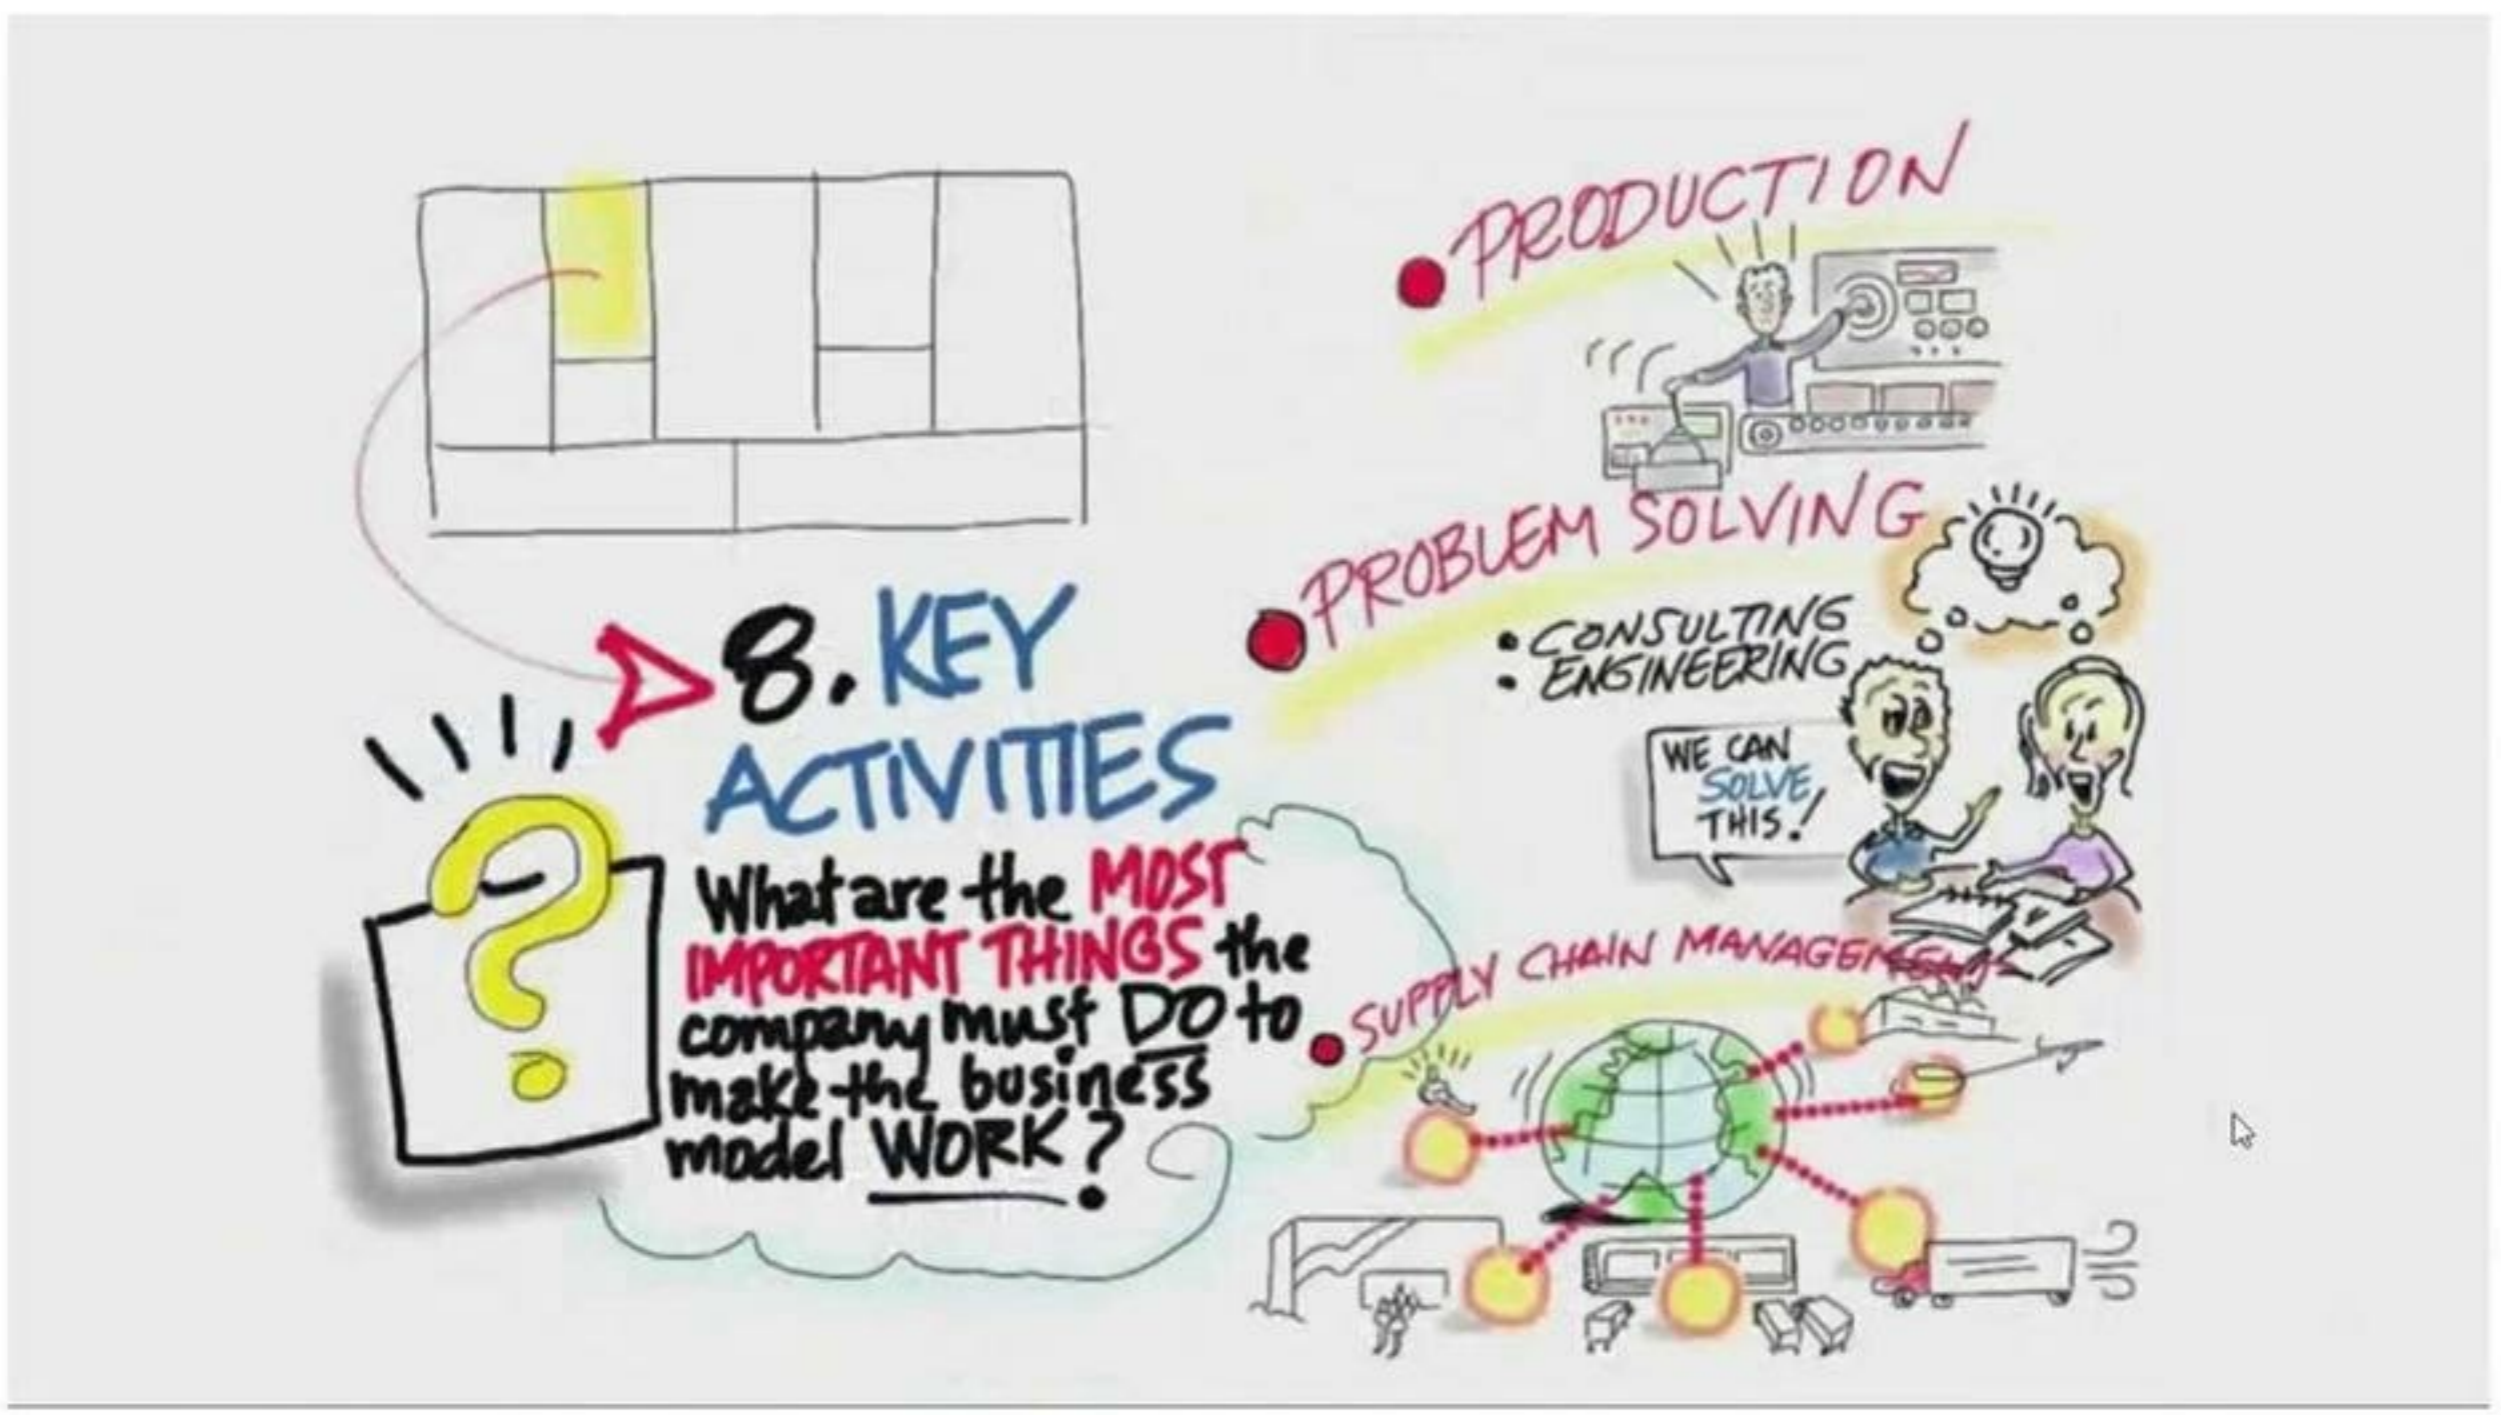 8. KEY
ACTIVITIES
What are the MOST
IMPORTANT THINGS the
company must DO to
make the business
model WORK?
PRODUCTION
PROBLEM SOLVING
• CONSULTING
• ENGINEERING
WE CAN
SOLVE
THIS!
SUPPLY CHAIN MANAGEMENT